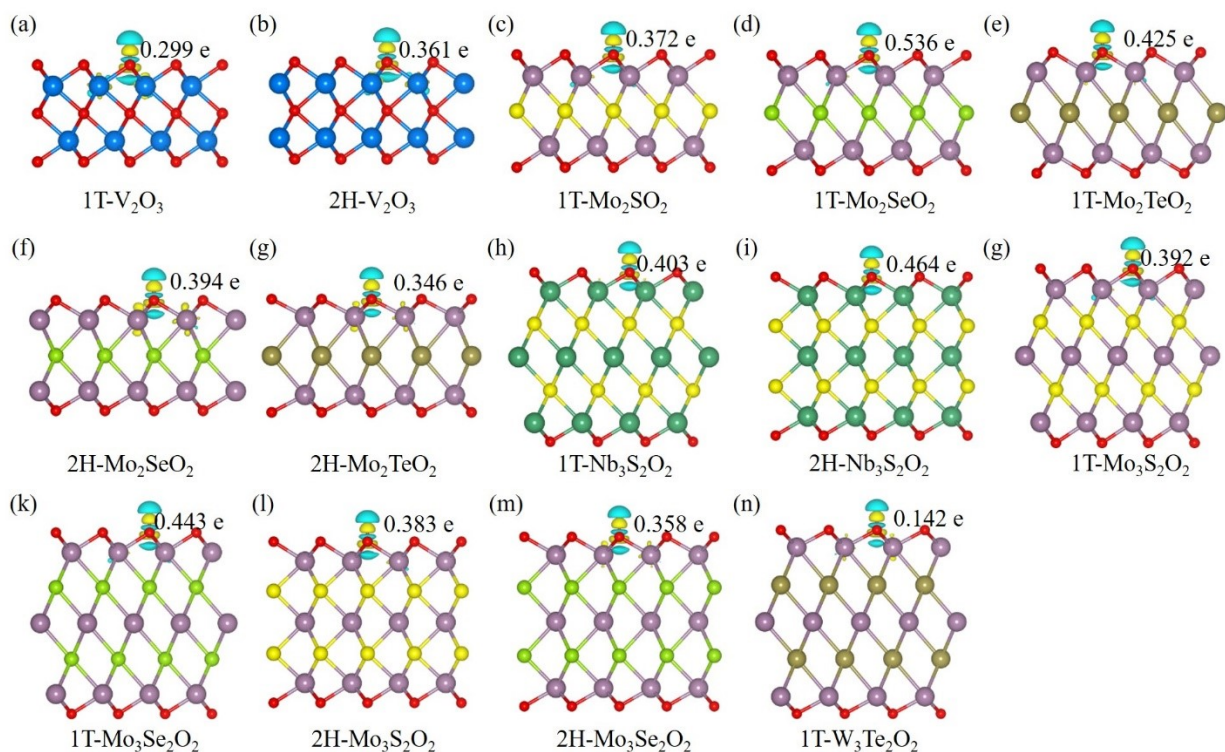 (a) 0.299 e
1T-V₂O₃
(b) 0.361 e
2H-V₂O₃
(c) 0.372 e
1T-Mo₂SO₂
(d) 0.536 e
1T-Mo₂SeO₂
(e) 0.425 e
1T-Mo₂TeO₂
(f) 0.394 e
2H-Mo₂SeO₂
(g) 0.346 e
2H-Mo₂TeO₂
(h) 0.403 e
1T-Nb₃S₂O₂
(i) 0.464 e
2H-Nb₃S₂O₂
(g) 0.392 e
1T-Mo₃S₂O₂
(k) 0.443 e
1T-Mo₃Se₂O₂
(l) 0.383 e
2H-Mo₃S₂O₂
(m) 0.358 e
2H-Mo₃Se₂O₂
(n) 0.142 e
1T-W₃Te₂O₂